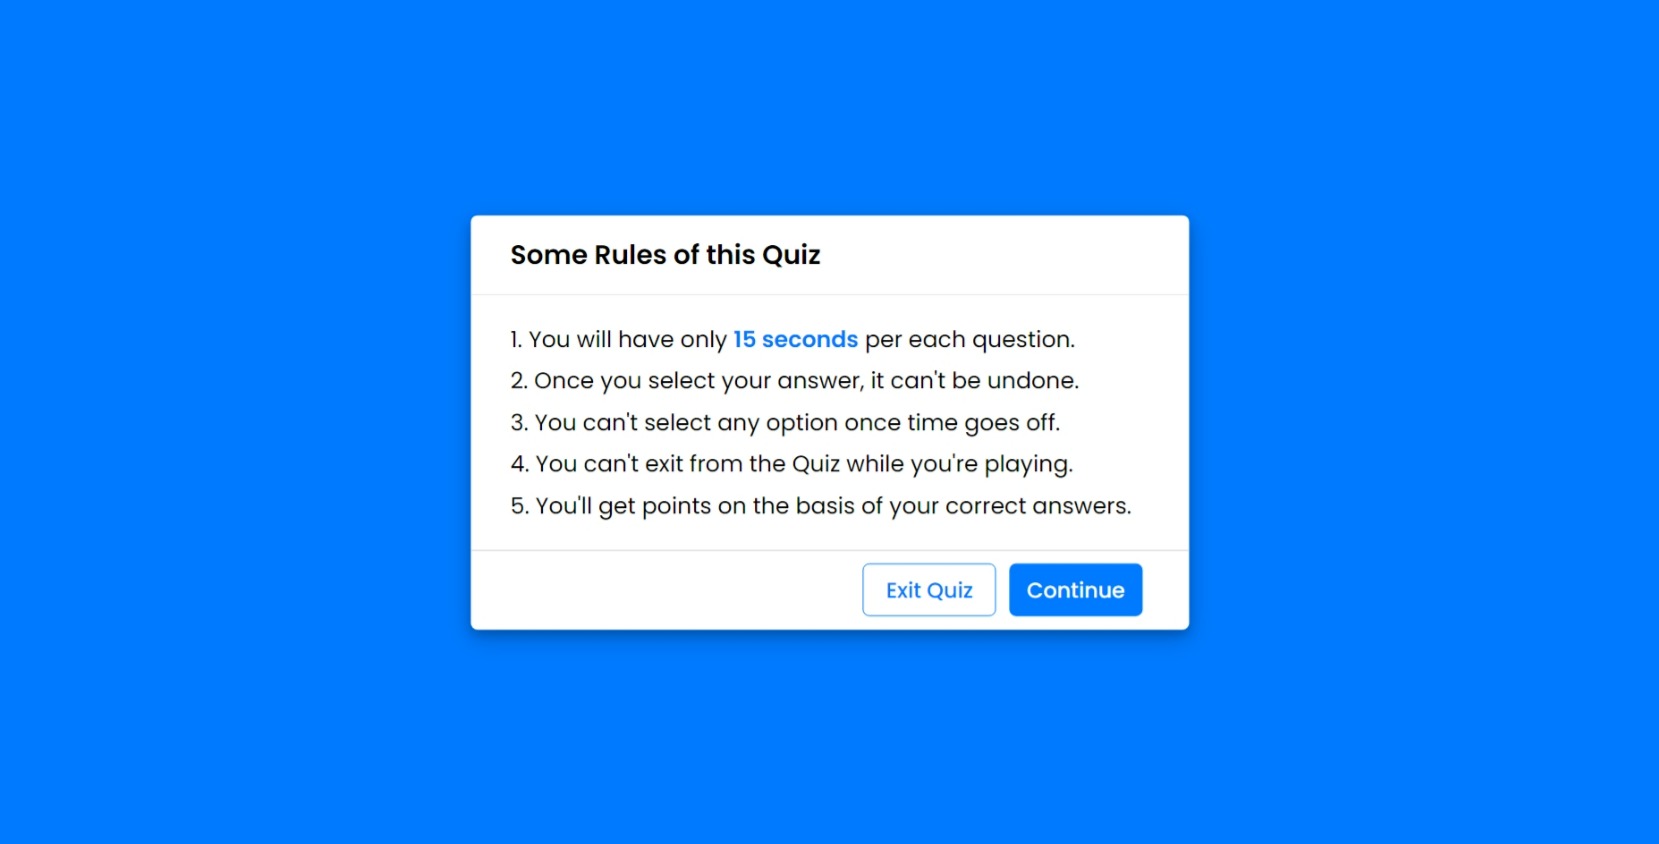 Some Rules of this Quiz
1. You will have only 15 seconds per each question.
2. Once you select your answer, it can't be undone.
3. You can't select any option once time goes off.
4. You can't exit from the Quiz while you're playing.
5. You'll get points on the basis of your correct answers.
Exit Quiz
Continue